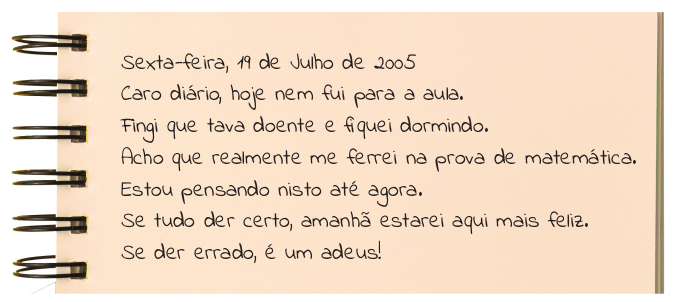 Sexta-feira, 19 de Julho de 2005
Caro diário, hoje nem fui para a aula.
Fingi que tava doente e fiquei dormindo.
Acho que realmente me ferrei na prova de matemática.
Estou pensando nisto até agora.
Se tudo der certo, amanhã estarei aqui mais feliz.
Se der errado, é um adeus!